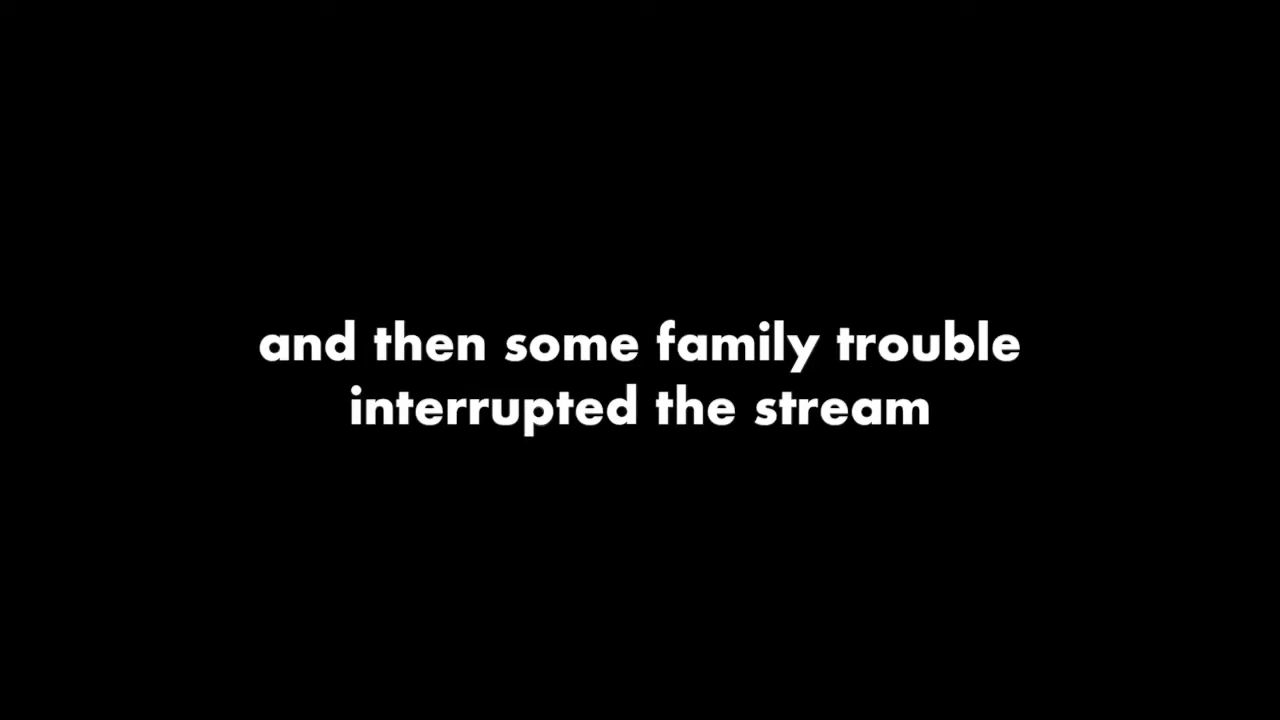 and then some family trouble
interrupted the stream